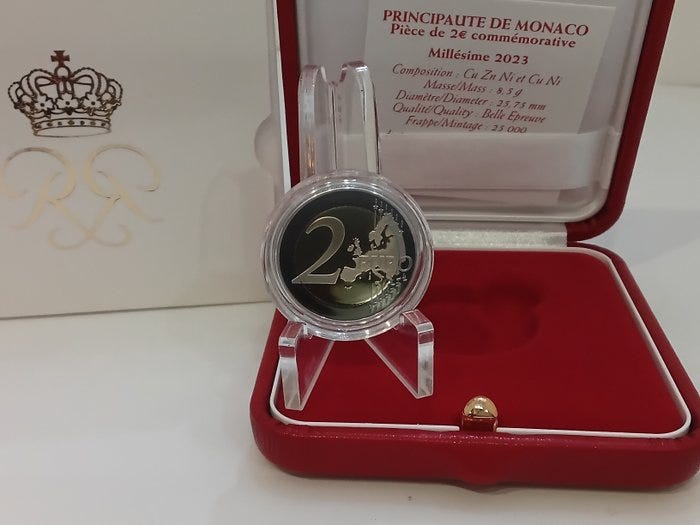 PRINCIPAUTE DE MONACO
Pièce de 2€ commémorative
Millésime 2023
Composition : Cu Zn Ni et Cu Ni
Masse/Mass : 8,5 g
Diamètre/Diameter : 25,75 mm
Qualité/Quality : Belle Epreuve
Frappe/Mintage : 25 000
2 EURO